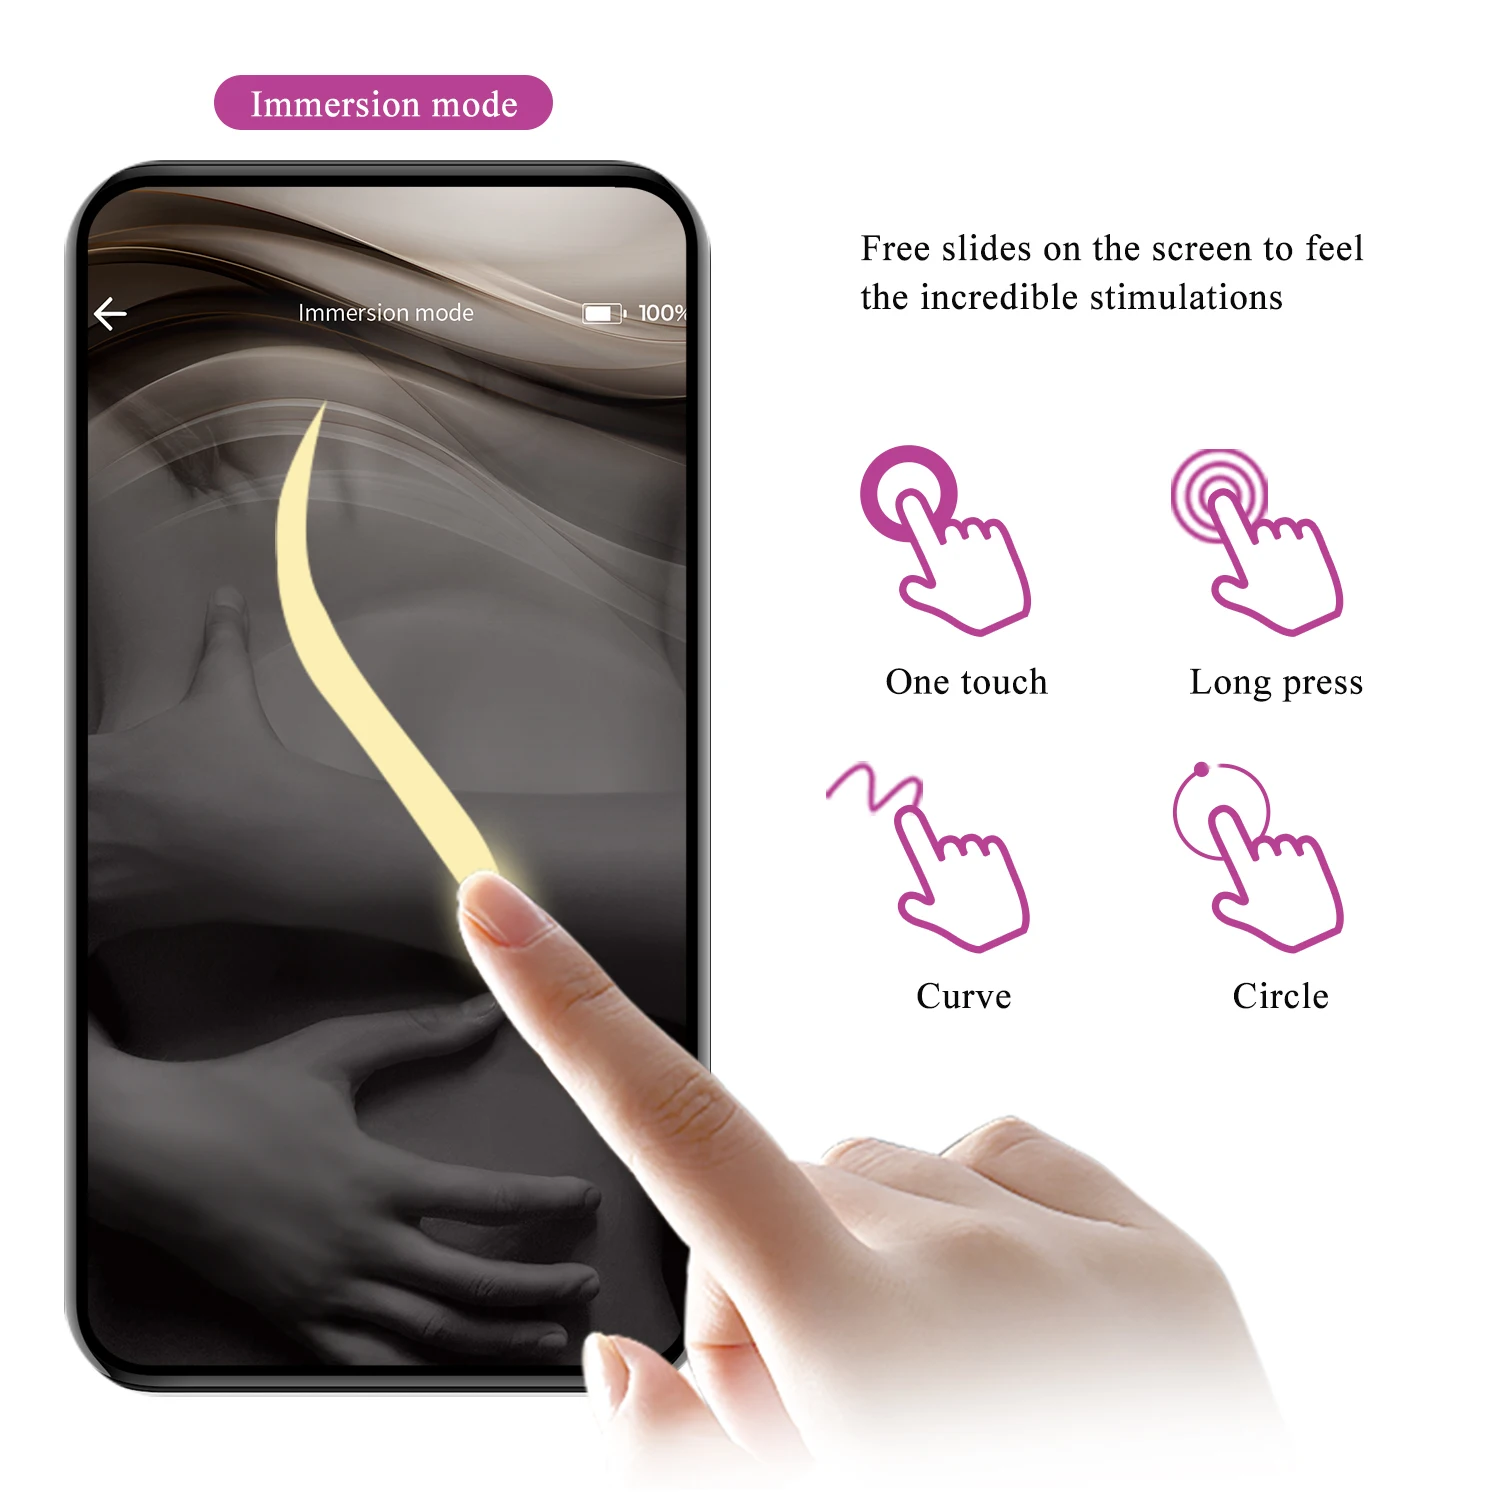 Immersion mode
Immersion mode
100%
Free slides on the screen to feel
the incredible stimulations
One touch
Long press
Curve
Circle